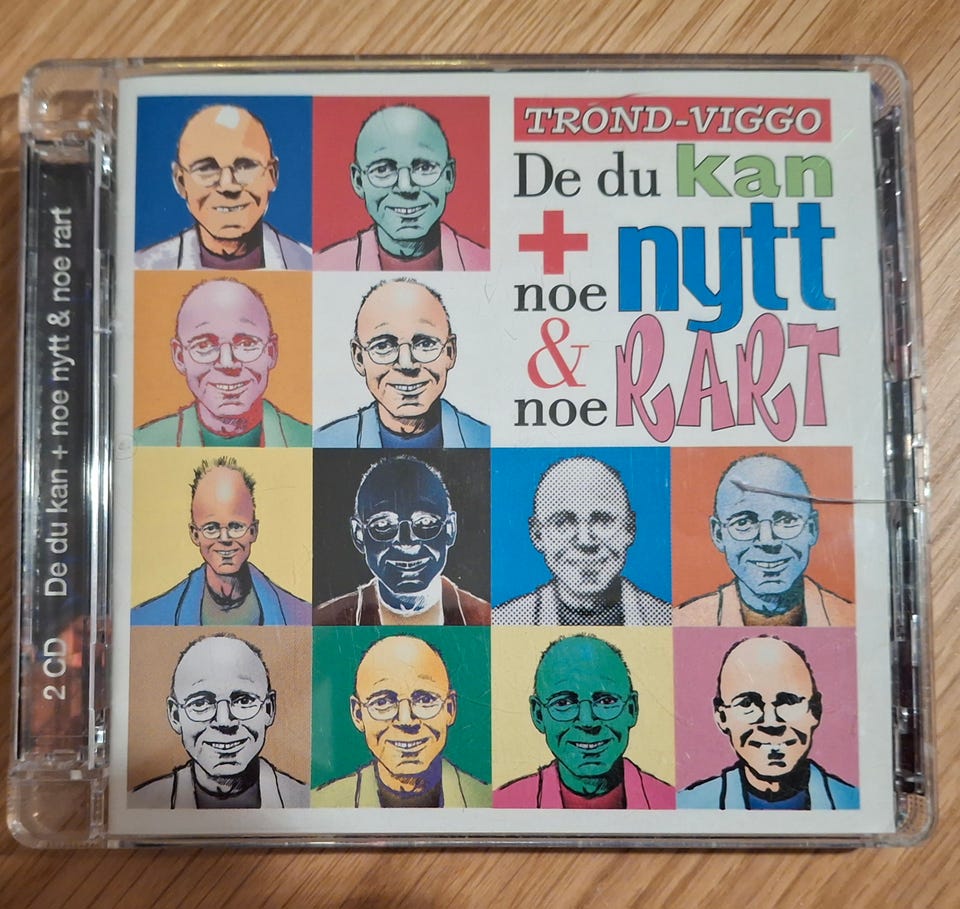 2 CD De du kan + noe nytt & noe rart
TROND-VIGGO
De du kan
+ nytt
noe
&
noe RART